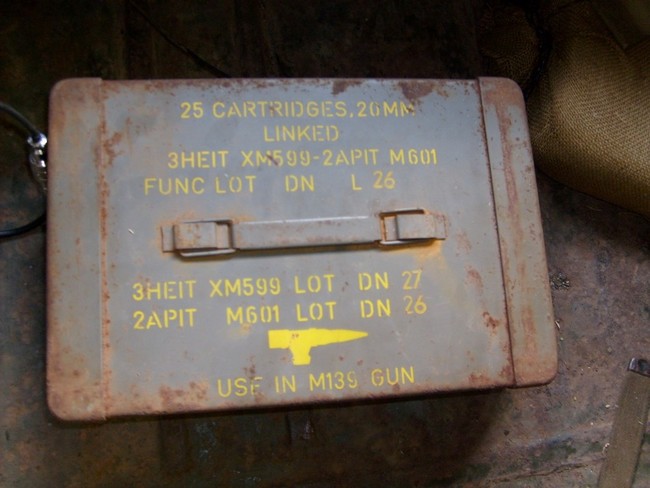 25 CARTRIDGES, 20MM
LINKED
3HEIT XM599-2APIT M601
FUNC LOT DN L 26
3HEIT XM599 LOT DN 27
2APIT M601 LOT DN 26
USE IN M139 GUN